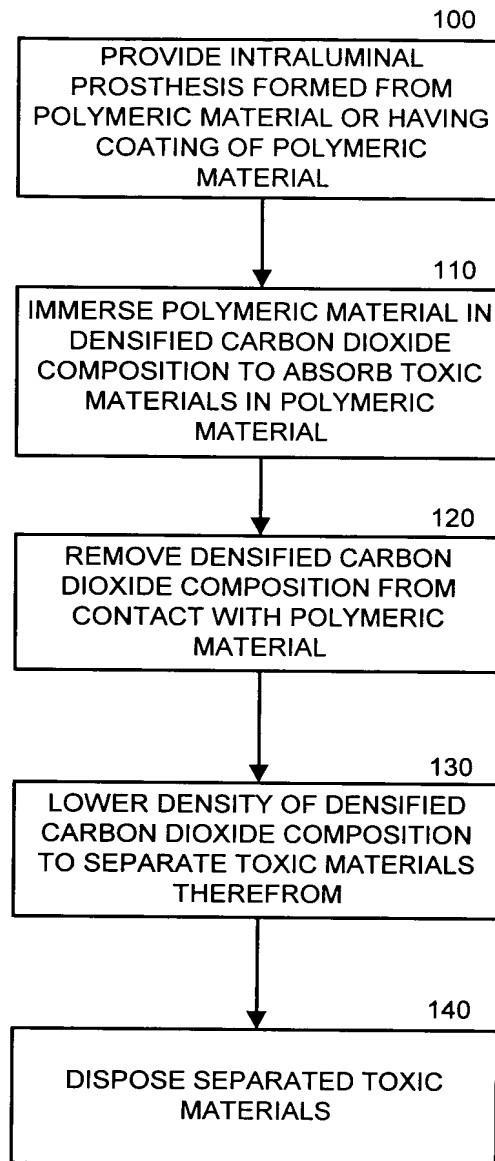 100
PROVIDE INTRALUMINAL
PROSTHESIS FORMED FROM
POLYMERIC MATERIAL OR HAVING
COATING OF POLYMERIC
MATERIAL
110
IMMERSE POLYMERIC MATERIAL IN
DENSIFIED CARBON DIOXIDE
COMPOSITION TO ABSORB TOXIC
MATERIALS IN POLYMERIC
MATERIAL
120
REMOVE DENSIFIED CARBON
DIOXIDE COMPOSITION FROM
CONTACT WITH POLYMERIC
MATERIAL
130
LOWER DENSITY OF DENSIFIED
CARBON DIOXIDE COMPOSITION
TO SEPARATE TOXIC MATERIALS
THEREFROM
140
DISPOSE SEPARATED TOXIC
MATERIALS